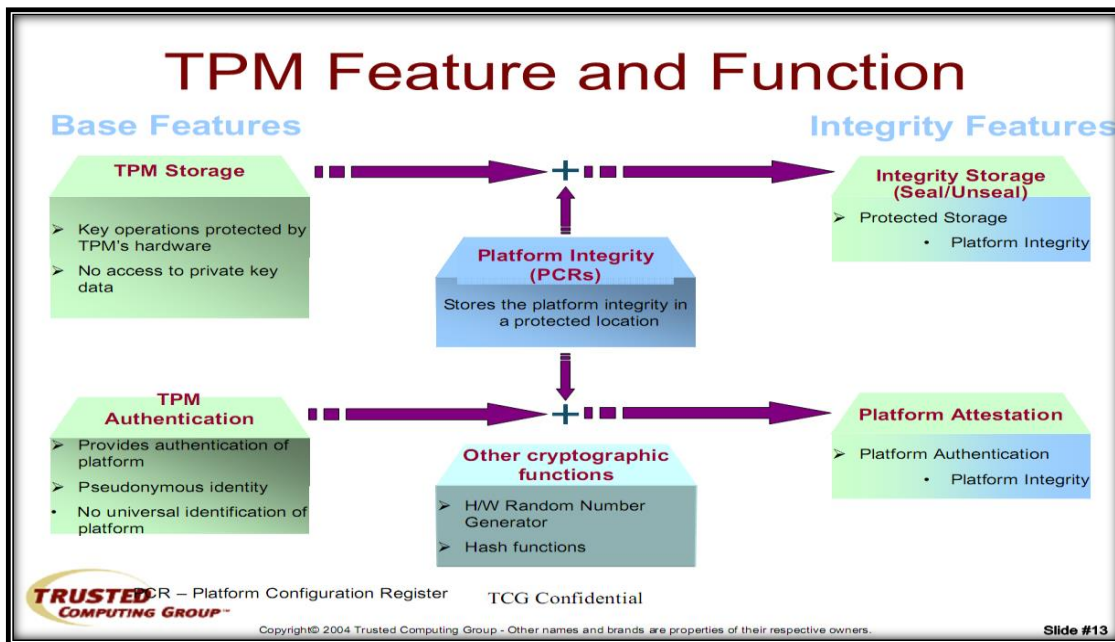 TPM Feature and Function
Base Features
Integrity Features
TPM Storage
➢ Key operations protected by
TPM's hardware
➢ No access to private key
data
Platform Integrity
(PCRs)
Stores the platform integrity in
a protected location
Integrity Storage
(Seal/Unseal)
➢ Protected Storage
• Platform Integrity
TPM
Authentication
➢ Provides authentication of
platform
➢ Pseudonymous identity
• No universal identification of
platform
Other cryptographic
functions
➢ H/W Random Number
Generator
➢ Hash functions
Platform Attestation
➢ Platform Authentication
• Platform Integrity
TRUSTED
COMPUTING GROUP™
PCR – Platform Configuration Register
TCG Confidential
Copyright© 2004 Trusted Computing Group - Other names and brands are properties of their respective owners.
Slide #13